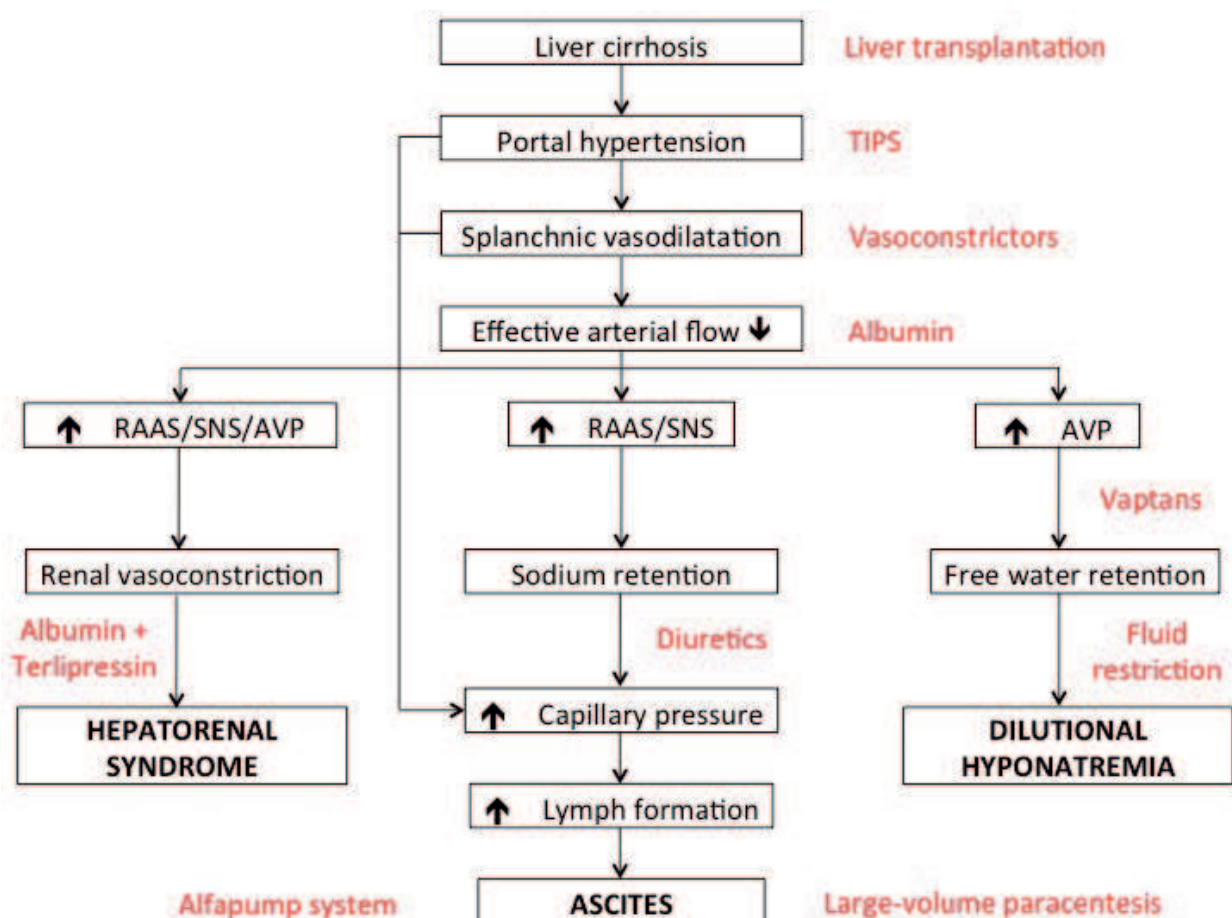 Liver cirrhosis
Liver transplantation
Portal hypertension
TIPS
Splanchnic vasodilatation
Vasoconstrictors
Effective arterial flow ↓
Albumin
↑ RAAS/SNS/AVP
↑ RAAS/SNS
↑ AVP
Vaptans
Renal vasoconstriction
Sodium retention
Free water retention
Albumin +
Terlipressin
Diuretics
Fluid
restriction
HEPATORENAL
SYNDROME
↑ Capillary pressure
DILUTIONAL
HYPONATREMIA
↑ Lymph formation
Alfapump system
ASCITES
Large-volume paracentesis